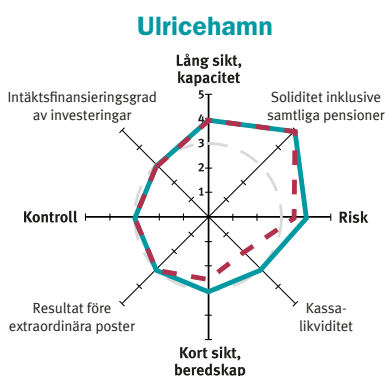 Ulricehamn
Lång sikt,
kapacitet
Intäktsfinansieringsgrad
av investeringar
Soliditet inklusive
samtliga pensioner
5
4
3
2
1
Kontroll
Risk
Resultat före
extraordinära poster
Kassa-
likviditet
Kort sikt,
beredskap